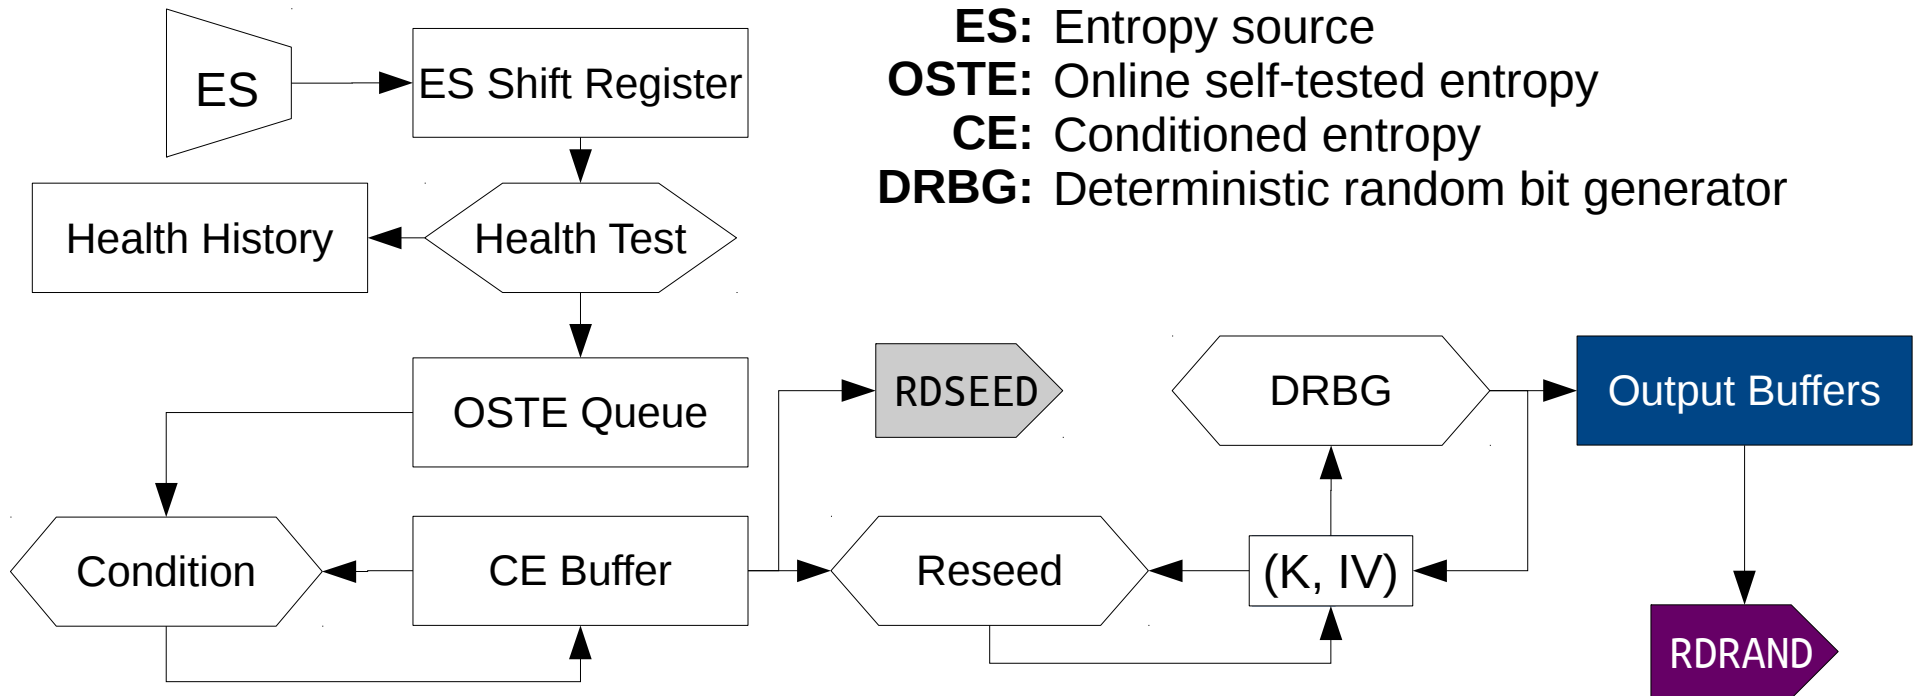 ES
ES Shift Register
ES: Entropy source
OSTE: Online self-tested entropy
CE: Conditioned entropy
DRBG: Deterministic random bit generator
Health History
Health Test
OSTE Queue
RDSEED
DRBG
Output Buffers
Condition
CE Buffer
Reseed
(K, IV)
RDRAND